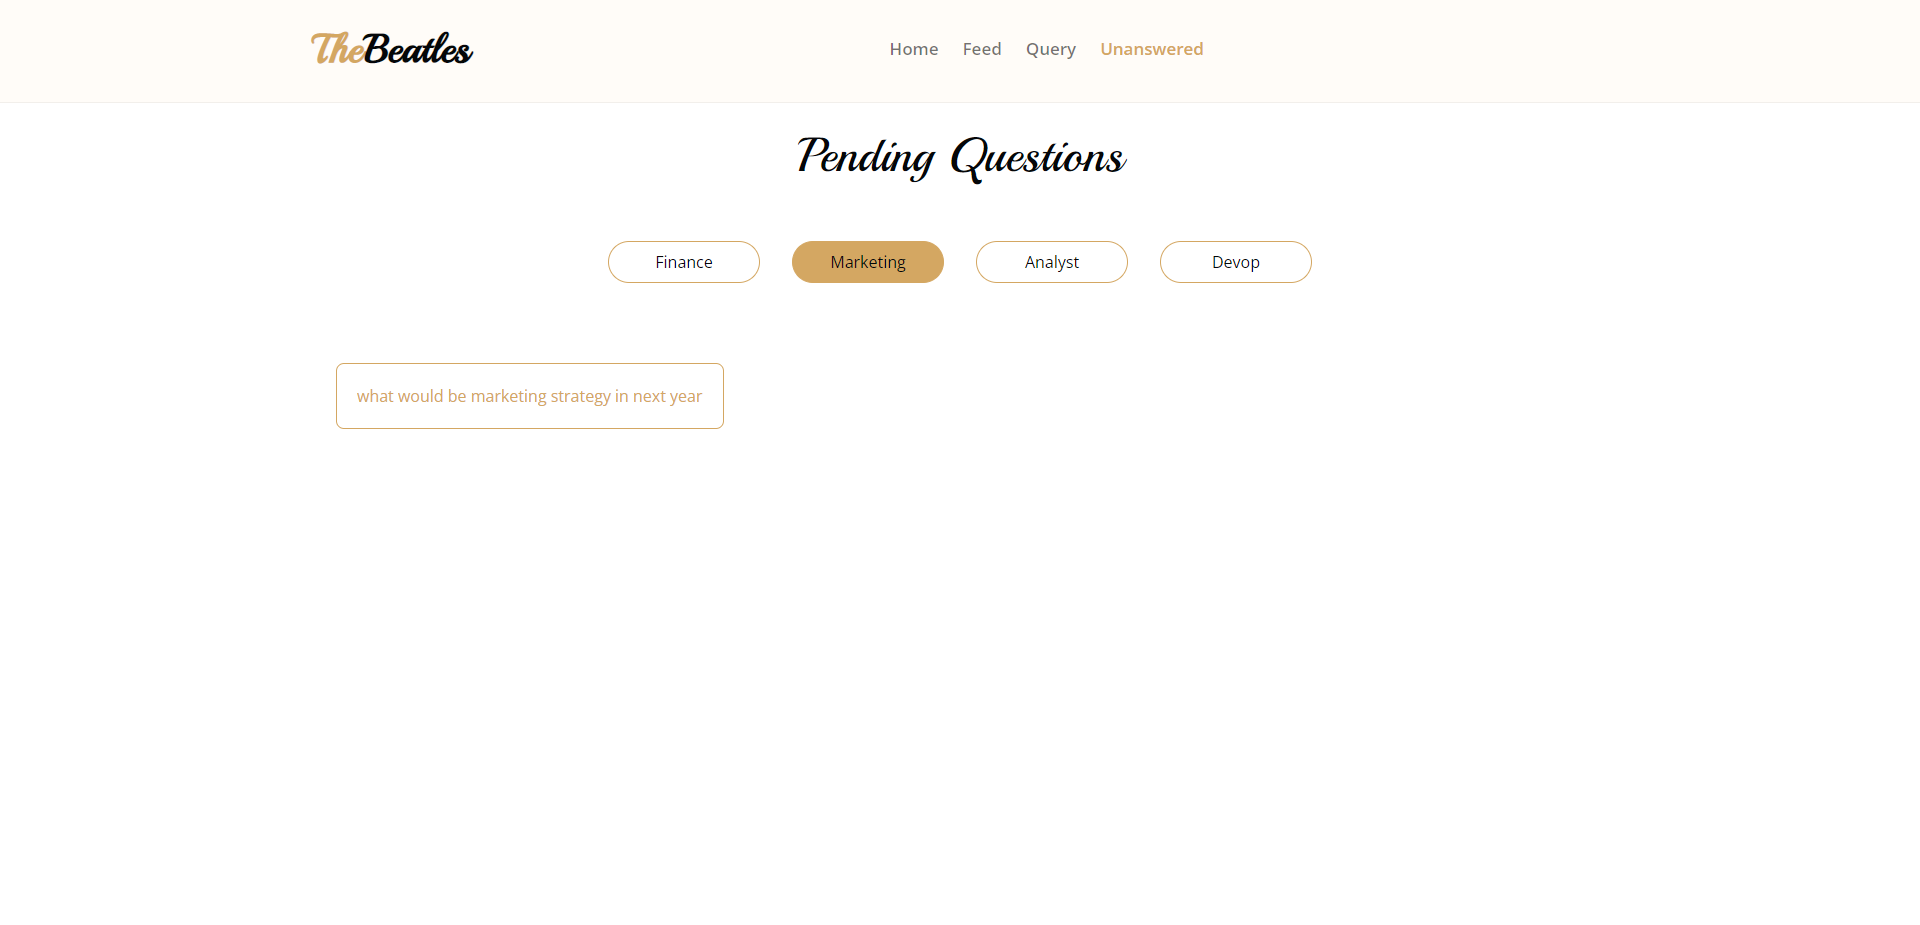 TheBeatles
Home Feed Query Unanswered
Pending Questions
Finance Marketing Analyst Devop
what would be marketing strategy in next year